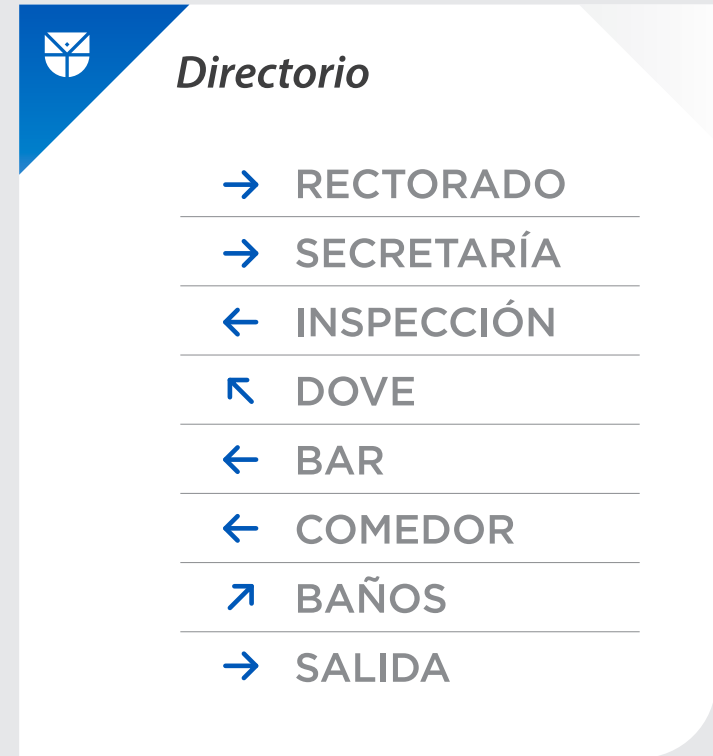 Directorio
→ RECTORADO
→ SECRETARÍA
← INSPECCIÓN
↖ DOVE
← BAR
← COMEDOR
↗ BAÑOS
→ SALIDA